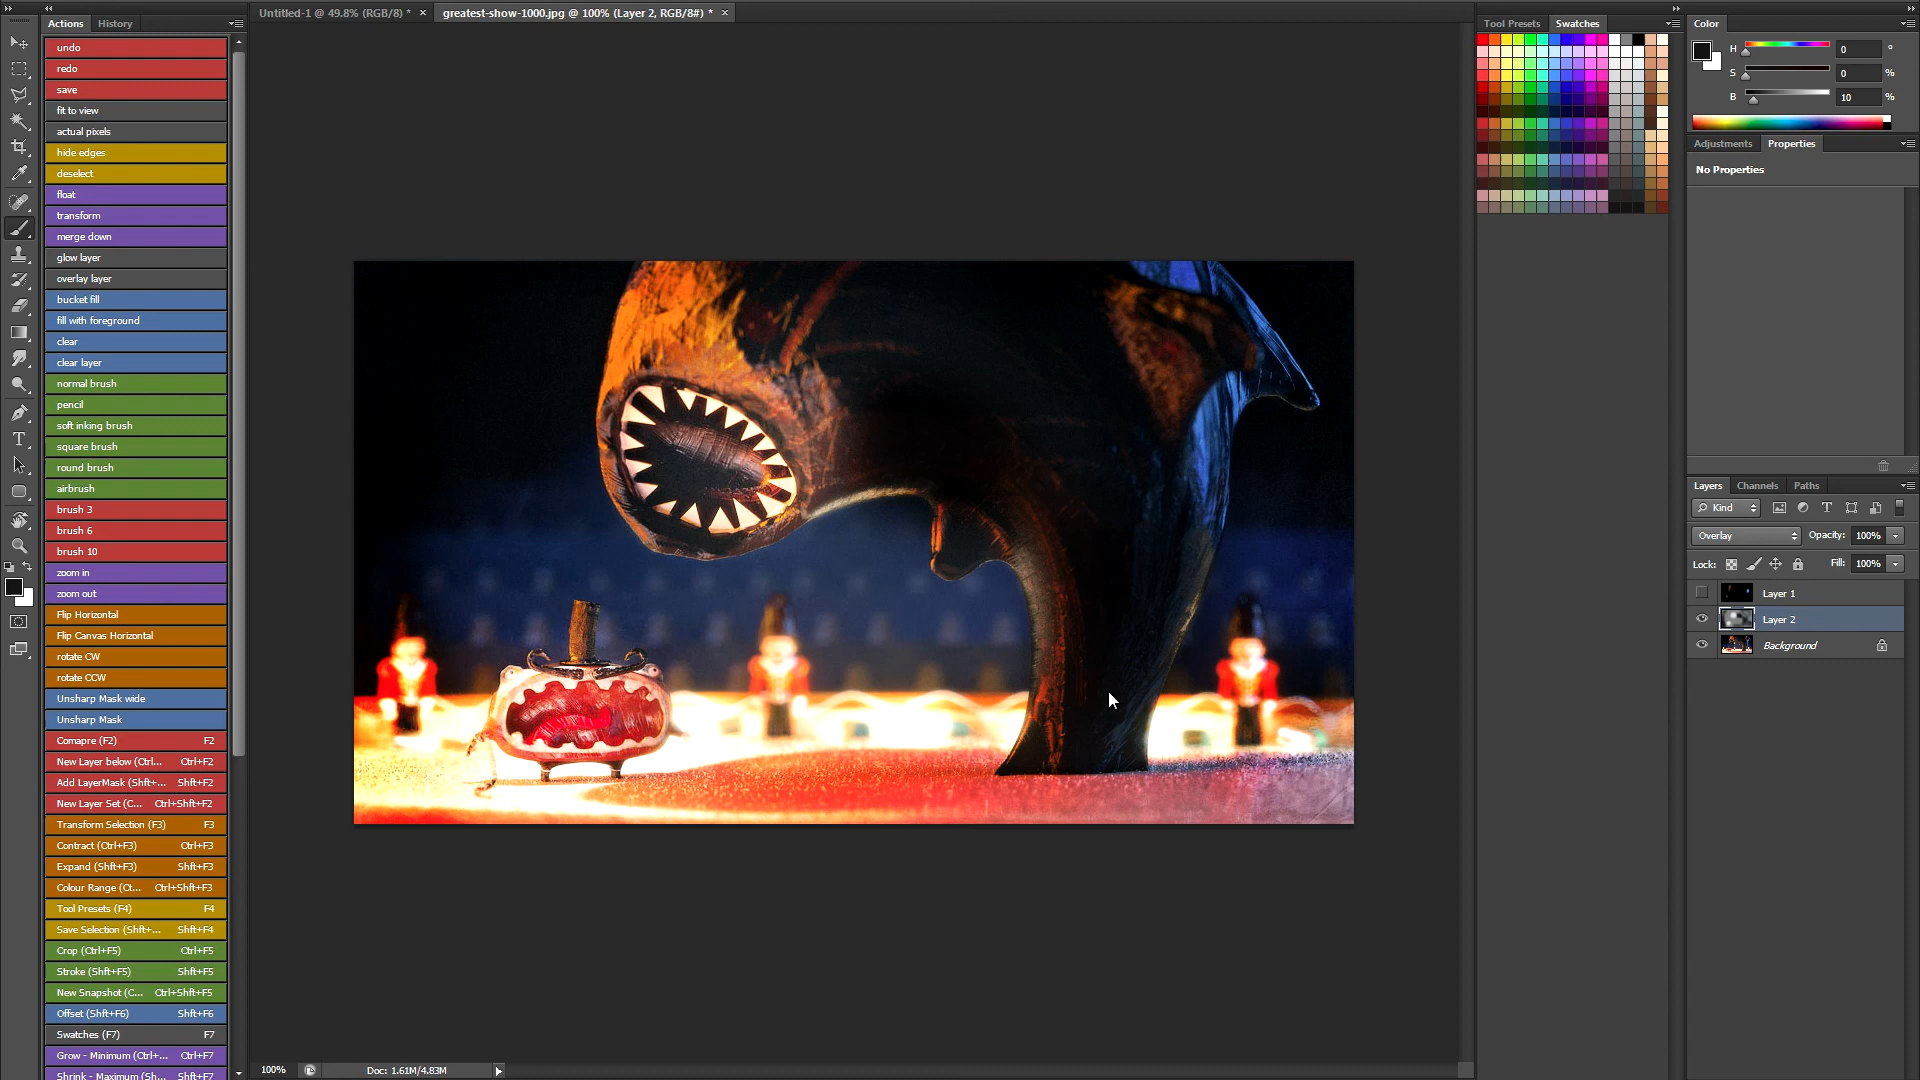 Untitled-1 @ 49.8% (RGB/8) *
greatest-show-1000.jpg @ 100% (Layer 2, RGB/8#) *
Actions
History
undo
redo
save
fit to view
actual pixels
hide edges
deselect
float
transform
merge down
glow layer
overlay layer
bucket fill
fill with foreground
clear
clear layer
normal brush
pencil
soft inking brush
square brush
round brush
airbrush
brush 3
brush 6
brush 10
zoom in
zoom out
Flip Horizontal
Flip Canvas Horizontal
rotate CW
rotate CCW
Unsharp Mask wide
Unsharp Mask
Comapre (F2) F2
New Layer below (Ctrl... Ctrl+F2
Add LayerMask (Shft+... Shft+F2
New Layer Set (C... Ctrl+Shft+F2
Transform Selection (F3) F3
Contract (Ctrl+F3) Ctrl+F3
Expand (Shft+F3) Shft+F3
Colour Range (Ct... Ctrl+Shft+F3
Tool Presets (F4) F4
Save Selection (Shft+... Shft+F4
Crop (Ctrl+F5) Ctrl+F5
Stroke (Shft+F5) Shft+F5
New Snapshot (C... Ctrl+Shft+F5
Offset (Shft+F6) Shft+F6
Swatches (F7) F7
Grow - Minimum (Ctrl+... Ctrl+F7
Shrink - Maximum (Sh... Shft+F7
100%
Doc: 1.61M/4.83M
Tool Presets
Swatches
Color
H 0 °
S 0 %
B 10 %
Adjustments
Properties
No Properties
Layers
Channels
Paths
Kind
Overlay
Opacity: 100%
Lock:
Fill: 100%
Layer 1
Layer 2
Background